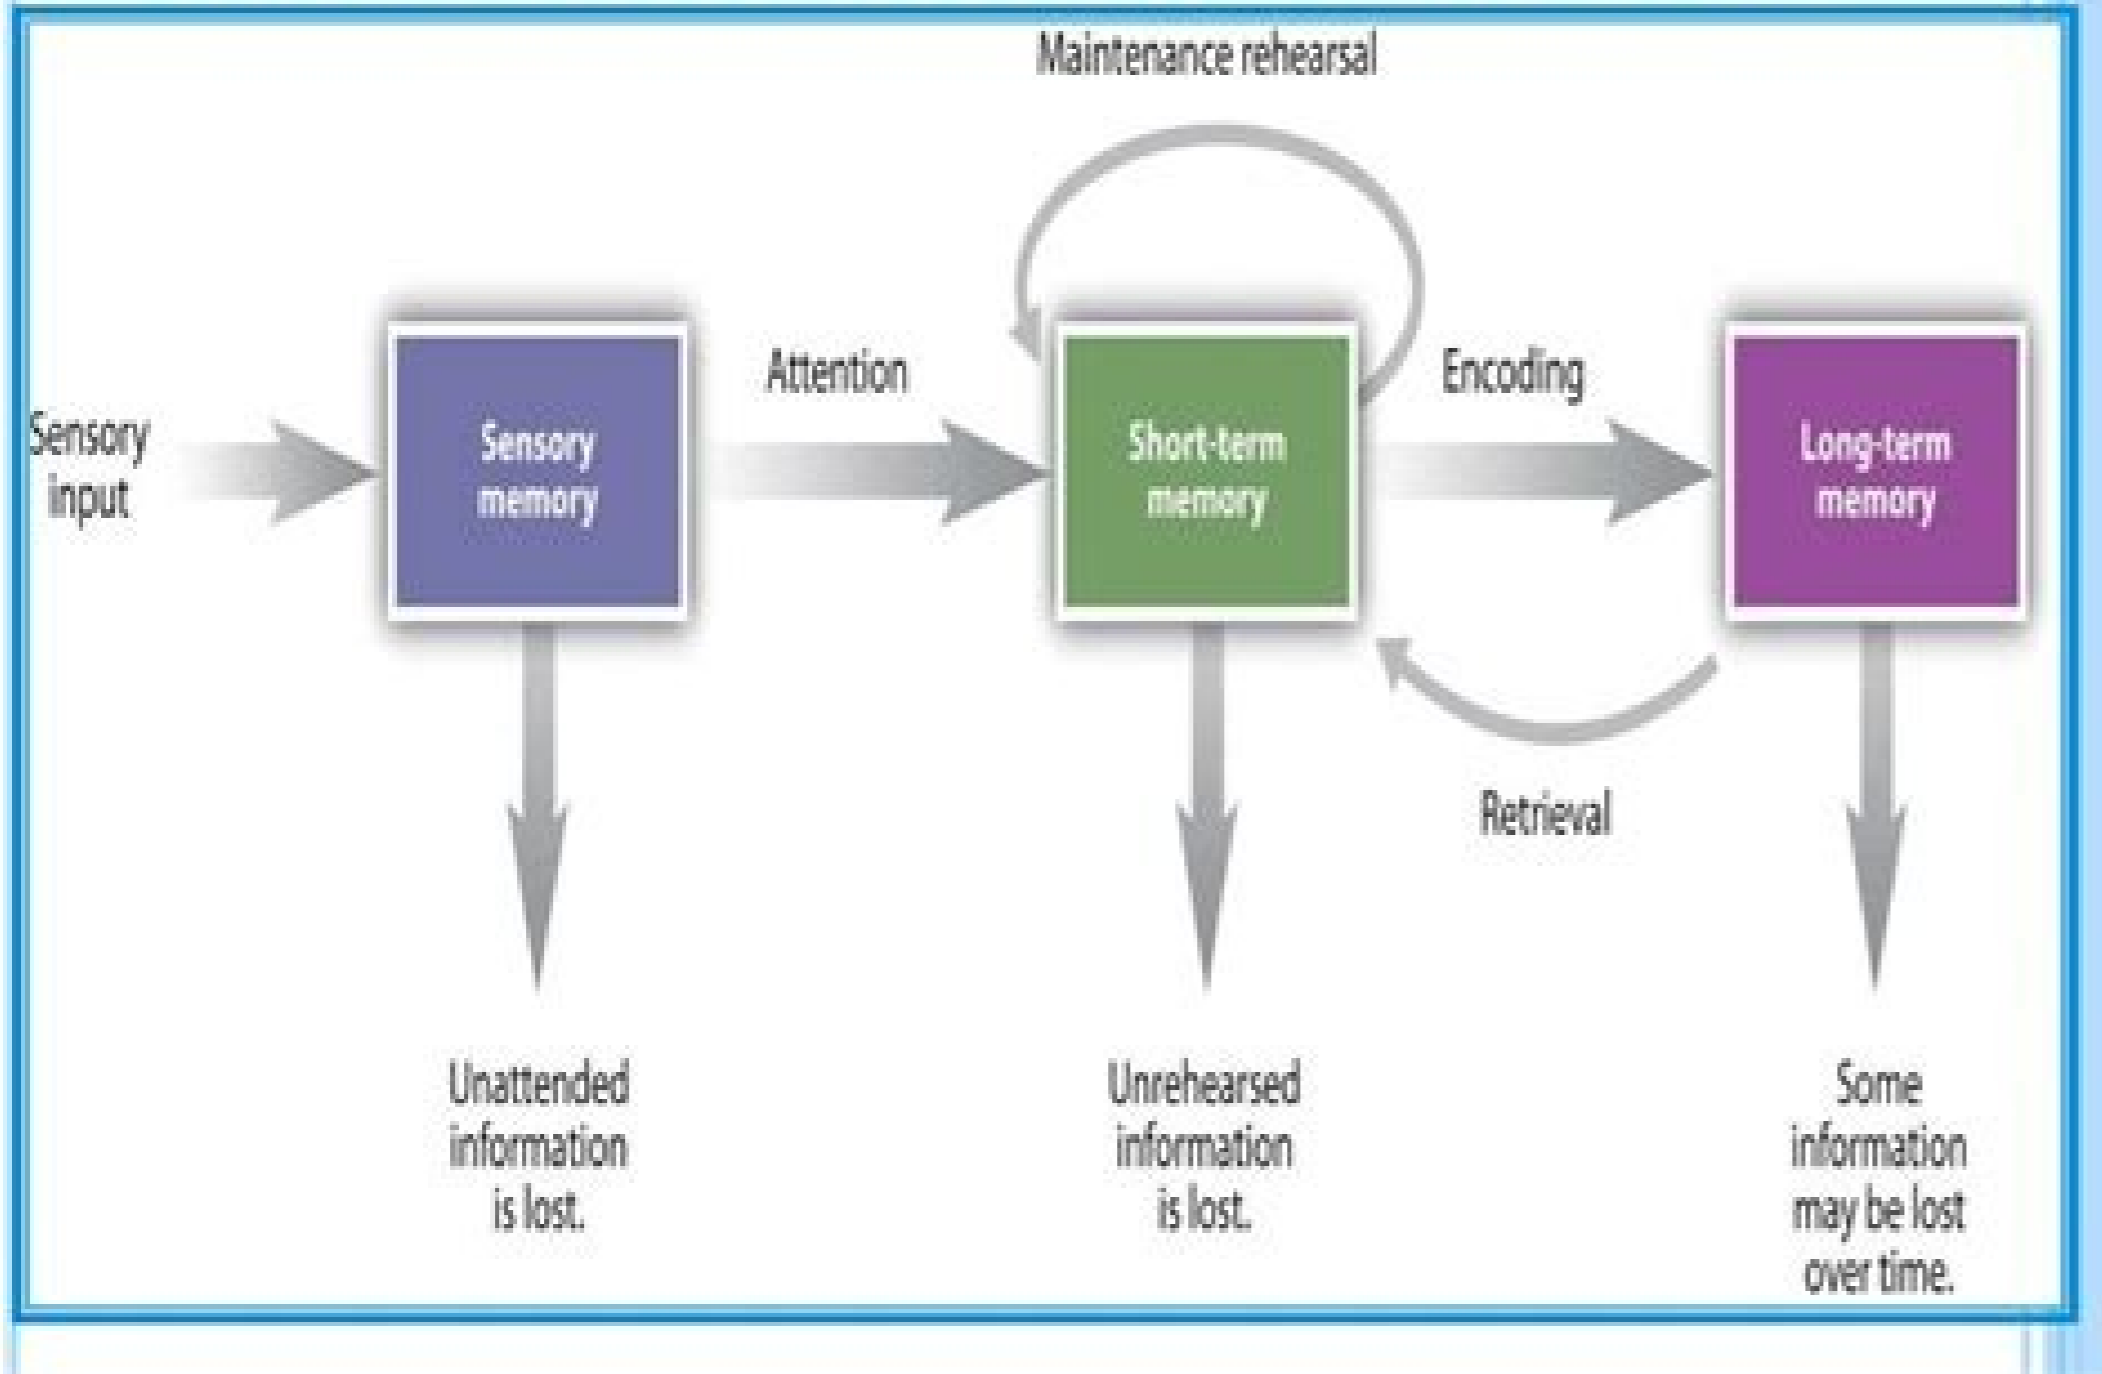 Maintenance rehearsal
Sensory
input
Sensory
memory
Attention
Short-term
memory
Encoding
Long-term
memory
Retrieval
Unattended
information
is lost.
Unrehearsed
information
is lost.
Some
information
may be lost
over time.